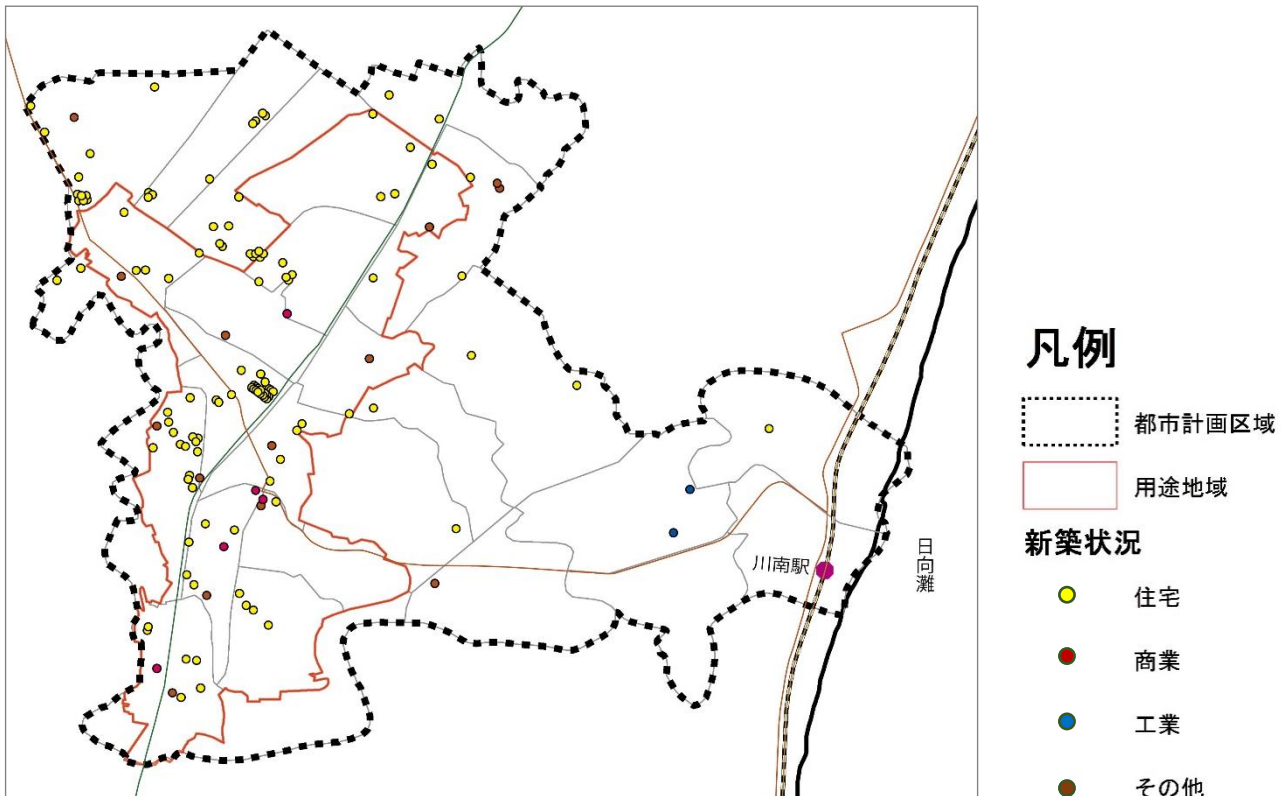 凡例
都市計画区域
用途地域
新築状況
住宅
商業
工業
その他
川南駅
日向灘